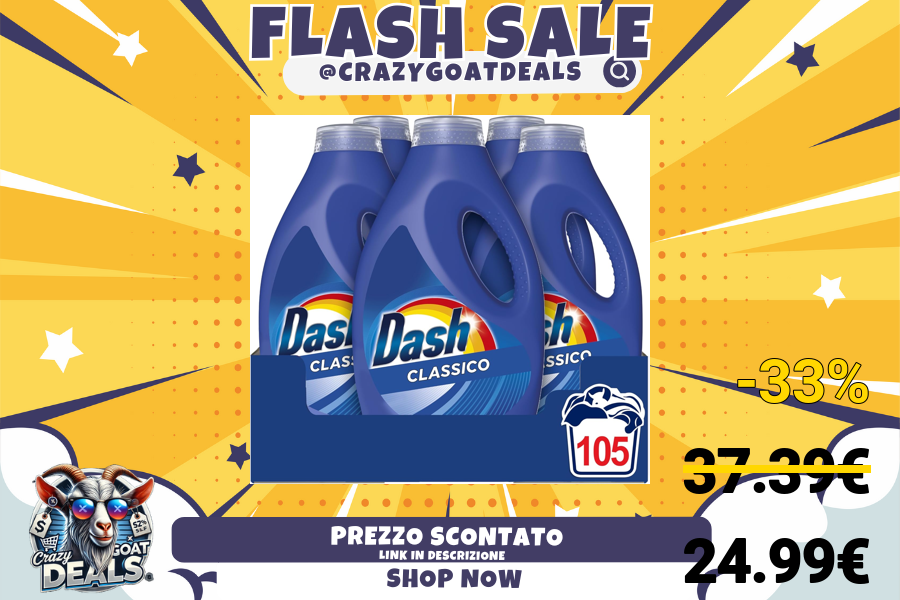 FLASH SALE
@CRAZYGOATDEALS
Dash
CLASSICO
-33%
105
37.39€
PREZZO SCONTATO
LINK IN DESCRIZIONE
SHOP NOW
24.99€
Crazy
GOAT
DEALS
$
52%